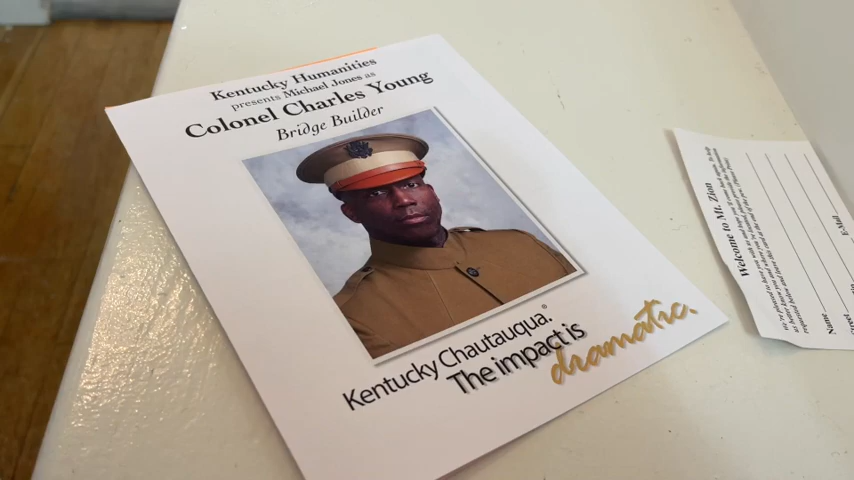 Kentucky Humanities
presents Michael Jones as
Colonel Charles Young
Bridge Builder
Kentucky Chautauqua.®
The impact is
dramatic.
Welcome to Mt. Zion
Name
Street
E-Mail